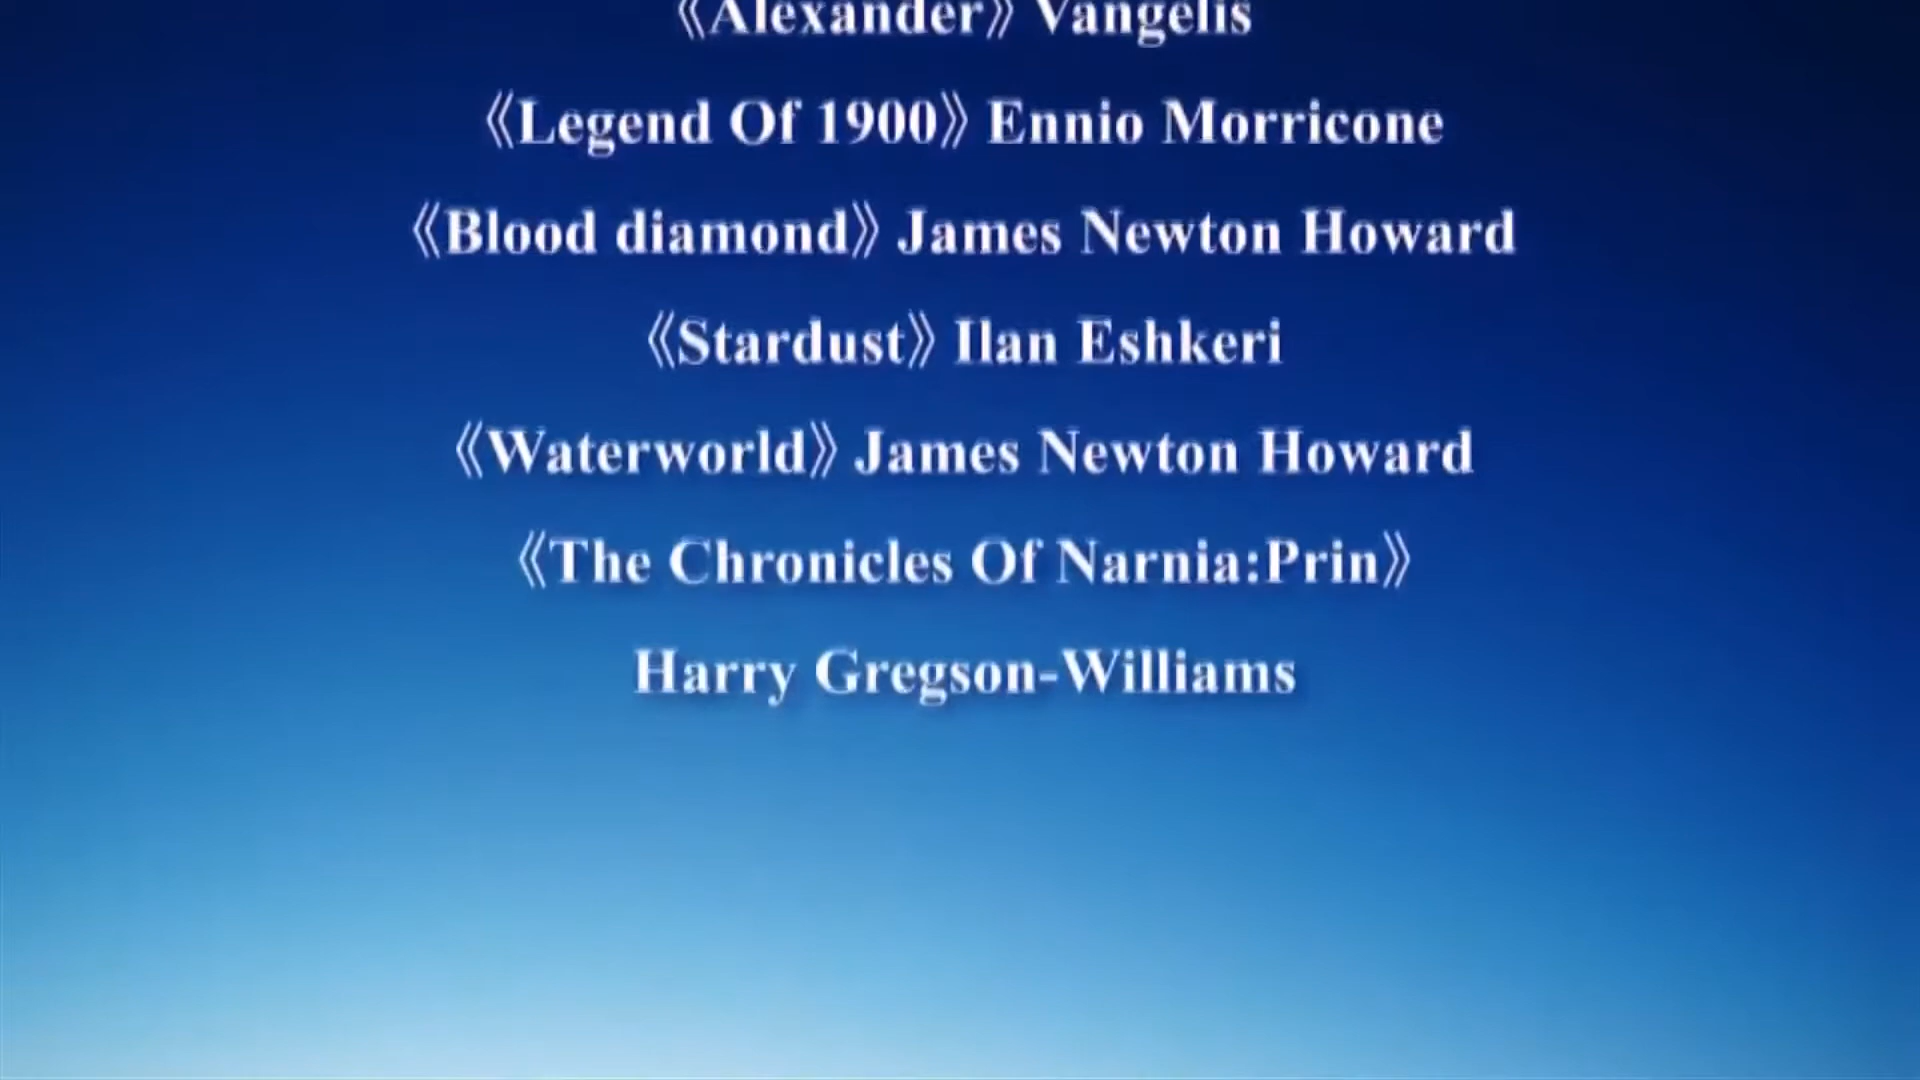 《Alexander》 Vangelis
《Legend Of 1900》 Ennio Morricone
《Blood diamond》 James Newton Howard
《Stardust》 Ilan Eshkeri
《Waterworld》 James Newton Howard
《The Chronicles Of Narnia:Prin》
Harry Gregson-Williams